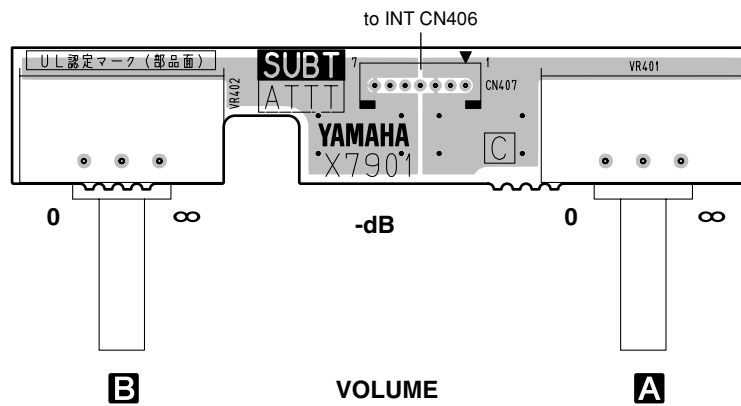 to INT CN406
UL認定マーク(部品面)
SUBT
7
1
VR401
VR402
ATTT
CN407
YAMAHA
X7901
C
0
∞
-dB
0
∞
B
VOLUME
A